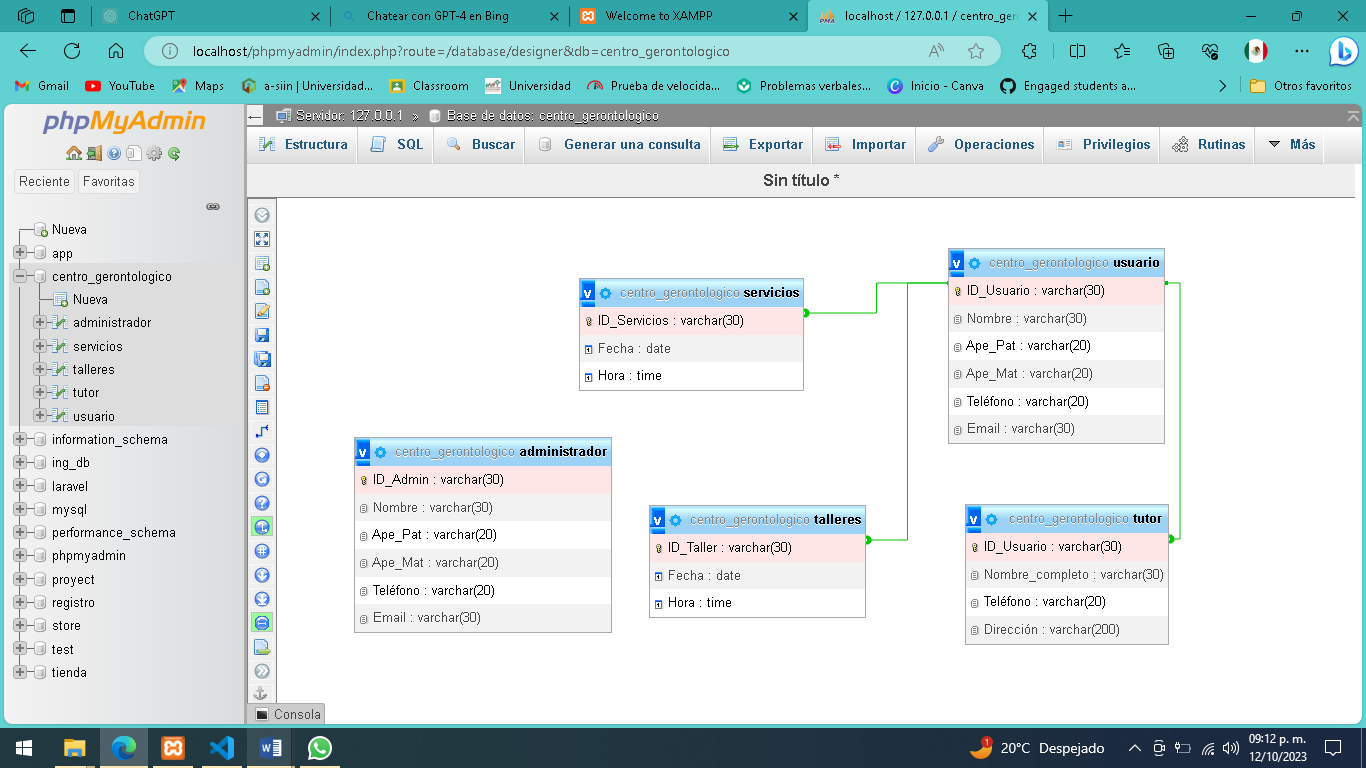 ChatGPT
Chatear con GPT-4 en Bing
Welcome to XAMPP
localhost / 127.0.0.1 / centro_ger
localhost/phpmyadmin/index.php?route=/database/designer&db=centro_gerontologico
Gmail
YouTube
Maps
a-siin | Universidad...
Classroom
Universidad
Prueba de velocida...
Problemas verbales...
Inicio - Canva
Engaged students a...
Otros favoritos
phpMyAdmin
Reciente
Favoritas
Nueva
app
centro_gerontologico
Nueva
administrador
servicios
talleres
tutor
usuario
information_schema
ing_db
laravel
mysql
performance_schema
phpmyadmin
proyect
registro
store
test
tienda
Servidor: 127.0.0.1 » Base de datos: centro_gerontologico
Estructura
SQL
Buscar
Generar una consulta
Exportar
Importar
Operaciones
Privilegios
Rutinas
Más
Sin título *
centro_gerontologico servicios
ID_Servicios : varchar(30)
Fecha : date
Hora : time
centro_gerontologico usuario
ID_Usuario : varchar(30)
Nombre : varchar(30)
Ape_Pat : varchar(20)
Ape_Mat : varchar(20)
Teléfono : varchar(20)
Email : varchar(30)
centro_gerontologico administrador
ID_Admin : varchar(30)
Nombre : varchar(30)
Ape_Pat : varchar(20)
Ape_Mat : varchar(20)
Teléfono : varchar(20)
Email : varchar(30)
centro_gerontologico talleres
ID_Taller : varchar(30)
Fecha : date
Hora : time
centro_gerontologico tutor
ID_Usuario : varchar(30)
Nombre_completo : varchar(30)
Teléfono : varchar(20)
Dirección : varchar(200)
Consola
1
20°C Despejado
09:12 p. m.
12/10/2023